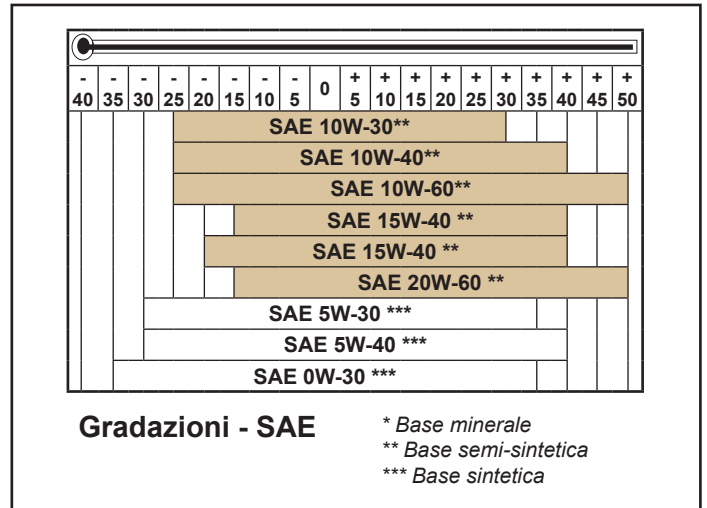 - - - - - - - - 0 + + + + + + + + + +
40 35 30 25 20 15 10 5 5 10 15 20 25 30 35 40 45 50
SAE 10W-30**
SAE 10W-40**
SAE 10W-60**
SAE 15W-40 **
SAE 15W-40 **
SAE 20W-60 **
SAE 5W-30 ***
SAE 5W-40 ***
SAE 0W-30 ***
Gradazioni - SAE
* Base minerale
** Base semi-sintetica
*** Base sintetica